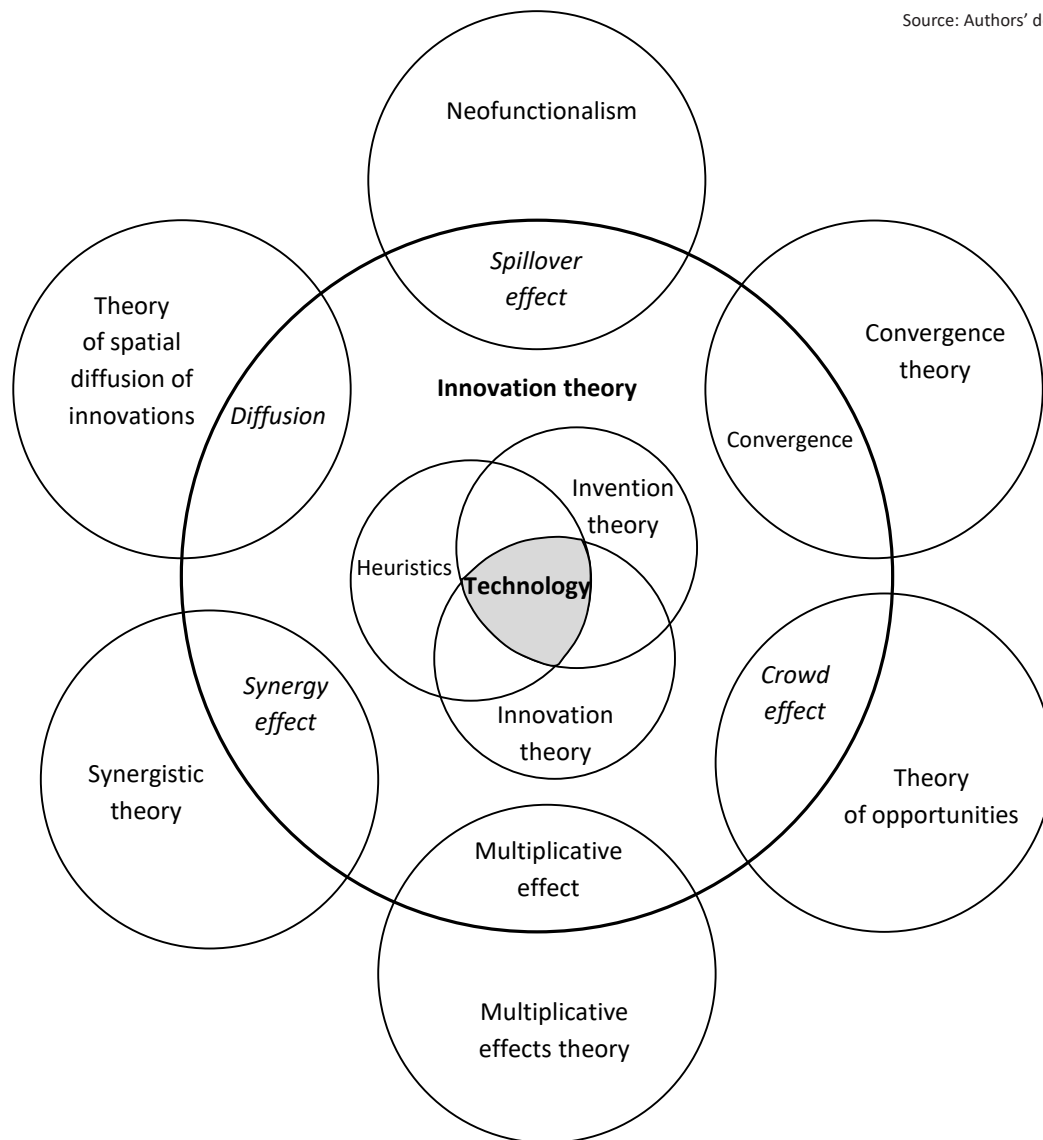 Source: Authors’ d
Neofunctionalism
Spillover
effect
Theory
of spatial
diffusion of
innovations
Diffusion
Convergence
theory
Convergence
Innovation theory
Invention
theory
Heuristics
Technology
Innovation
theory
Synergy
effect
Synergistic
theory
Crowd
effect
Theory
of opportunities
Multiplicative
effect
Multiplicative
effects theory